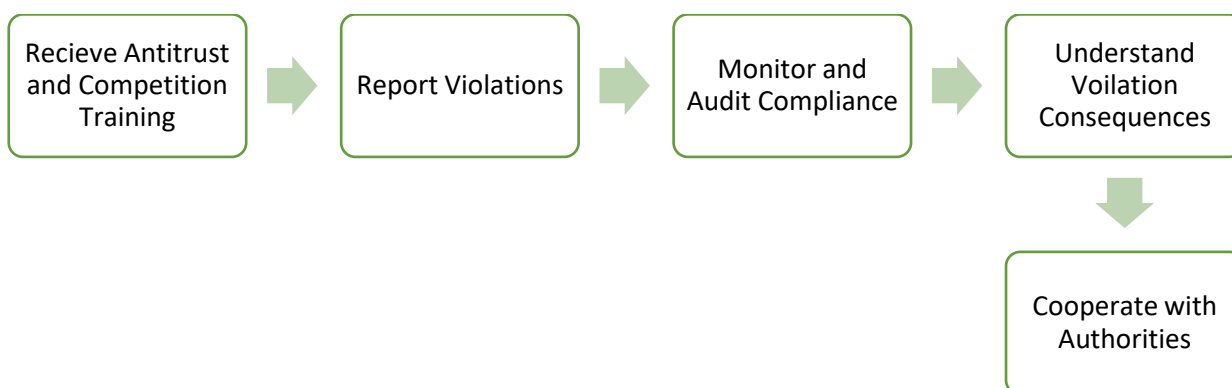 Recieve Antitrust
and Competition
Training
Report Violations
Monitor and
Audit Compliance
Understand
Voilation
Consequences
Cooperate with
Authorities